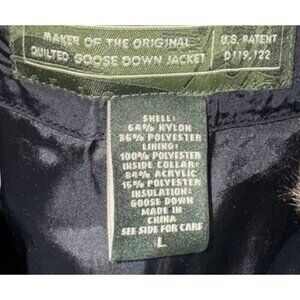 MAKER OF THE ORIGINAL
QUILTED GOOSE DOWN JACKET
U.S. PATENT
D119,122
SHELL:
64% NYLON
36% POLYESTER
LINING:
100% POLYESTER
INSIDE COLLAR:
84% ACRYLIC
16% POLYESTER
INSULATION:
GOOSE DOWN
MADE IN
CHINA
SEE SIDE FOR CARE
L